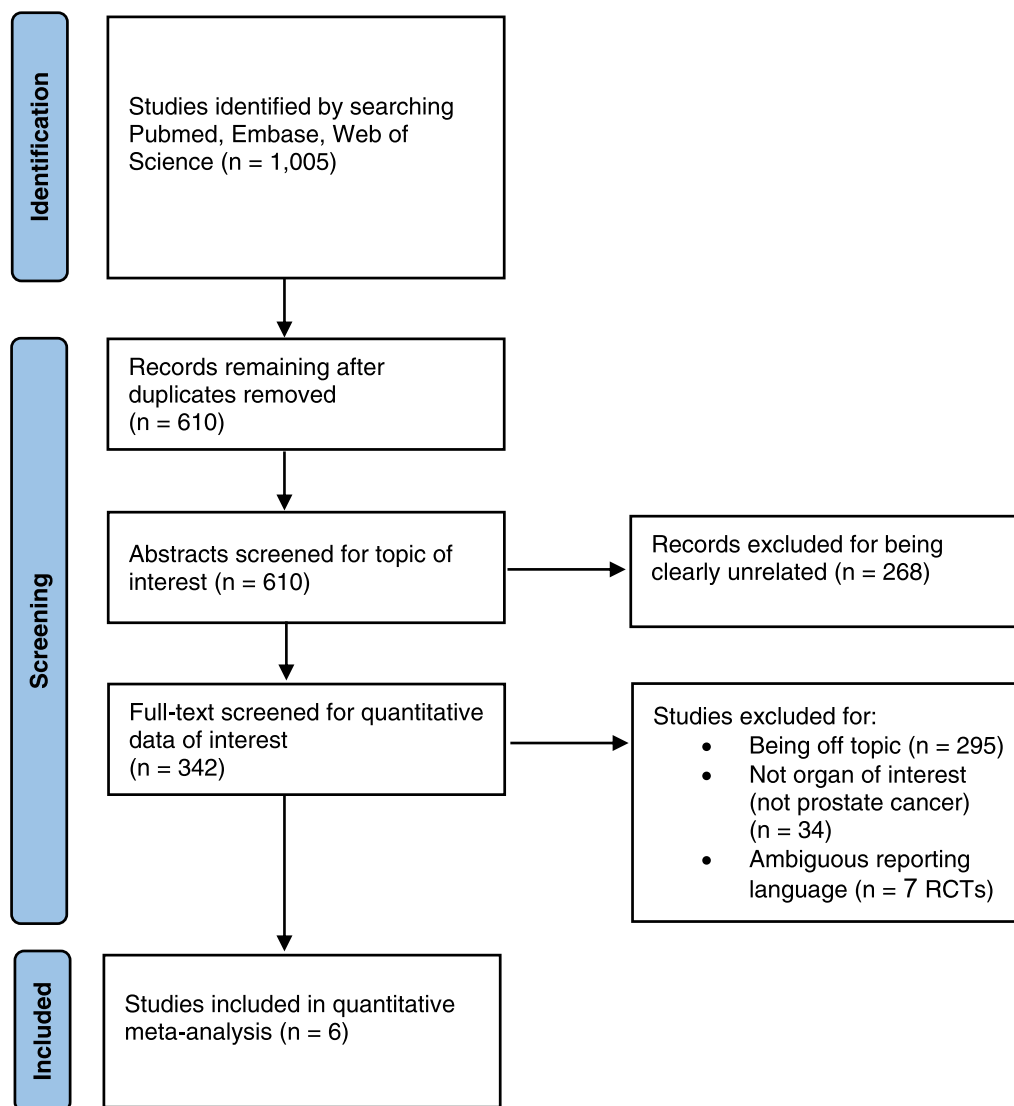 Identification
Studies identified by searching
Pubmed, Embase, Web of
Science (n = 1,005)
Screening
Records remaining after
duplicates removed
(n = 610)
Abstracts screened for topic of
interest (n = 610)
Records excluded for being
clearly unrelated (n = 268)
Full-text screened for quantitative
data of interest
(n = 342)
Studies excluded for:
• Being off topic (n = 295)
• Not organ of interest
(not prostate cancer)
(n = 34)
• Ambiguous reporting
language (n = 7 RCTs)
Included
Studies included in quantitative
meta-analysis (n = 6)